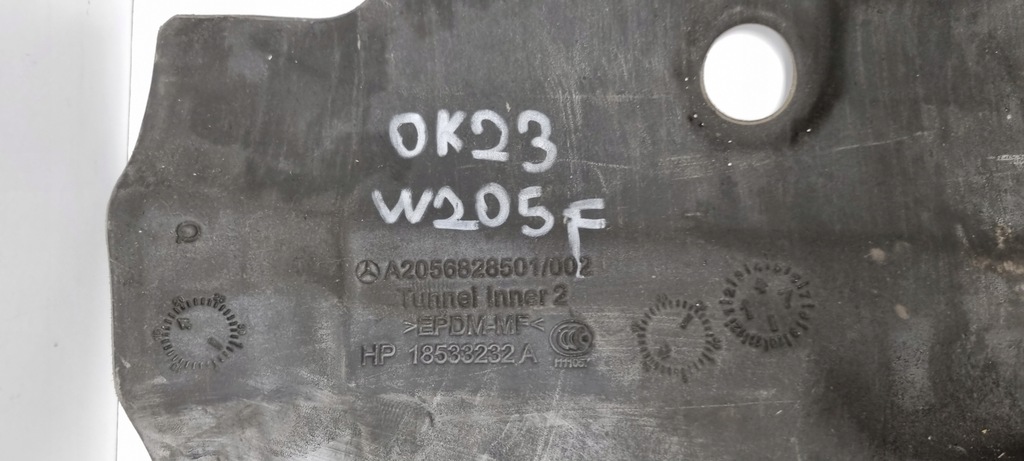 OK23
W205F
A2056828501/002
Tunnel Inner 2
>EPDM-MF<
HP 18533232 A